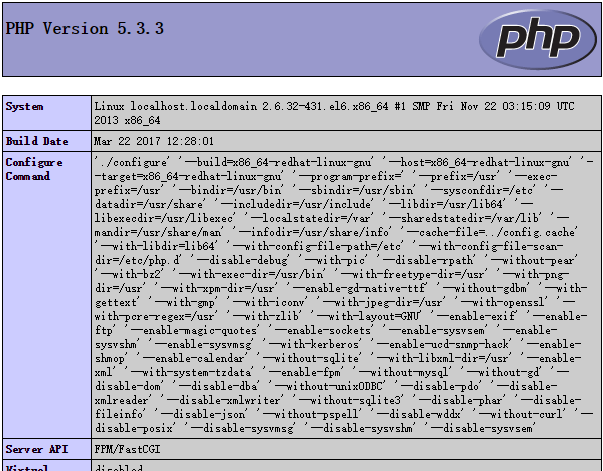 PHP Version 5.3.3
php
System
Linux localhost.localdomain 2.6.32-431.el6.x86_64 #1 SMP Fri Nov 22 03:15:09 UTC
2013 x86_64
Build Date
Mar 22 2017 12:28:01
Configure
Command
'./configure' '--build=x86_64-redhat-linux-gnu' '--host=x86_64-redhat-linux-gnu' '-
-target=x86_64-redhat-linux-gnu' '--program-prefix=' '--prefix=/usr' '--exec-
prefix=/usr' '--bindir=/usr/bin' '--sbindir=/usr/sbin' '--sysconfdir=/etc' '--
datadir=/usr/share' '--includedir=/usr/include' '--libdir=/usr/lib64' '--
libexecdir=/usr/libexec' '--localstatedir=/var' '--sharedstatedir=/var/lib' '--
mandir=/usr/share/man' '--infodir=/usr/share/info' '--cache-file=../config.cache'
'--with-libdir=lib64' '--with-config-file-path=/etc' '--with-config-file-scan-
dir=/etc/php.d' '--disable-debug' '--with-pic' '--disable-rpath' '--without-pear'
'--with-bz2' '--with-exec-dir=/usr/bin' '--with-freetype-dir=/usr' '--with-png-
dir=/usr' '--with-xpm-dir=/usr' '--enable-gd-native-ttf' '--without-gdbm' '--with-
gettext' '--with-gmp' '--with-iconv' '--with-jpeg-dir=/usr' '--with-openssl' '--
with-pcre-regex=/usr' '--with-zlib' '--with-layout=GNU' '--enable-exif' '--enable-
ftp' '--enable-magic-quotes' '--enable-sockets' '--enable-sysvsem' '--enable-
sysvshm' '--enable-sysvmsg' '--with-kerberos' '--enable-ucd-snmp-hack' '--enable-
shmop' '--enable-calendar' '--without-sqlite' '--with-libxml-dir=/usr' '--enable-
xml' '--with-system-tzdata' '--enable-fpm' '--without-mysql' '--without-gd' '--
disable-dom' '--disable-dba' '--without-unixODBC' '--disable-pdo' '--disable-
xmlreader' '--disable-xmlwriter' '--without-sqlite3' '--disable-phar' '--disable-
fileinfo' '--disable-json' '--without-pspell' '--disable-wddx' '--without-curl' '--
disable-posix' '--disable-sysvmsg' '--disable-sysvshm' '--disable-sysvsem'
Server API
FPM/FastCGI
Virtual
disabled